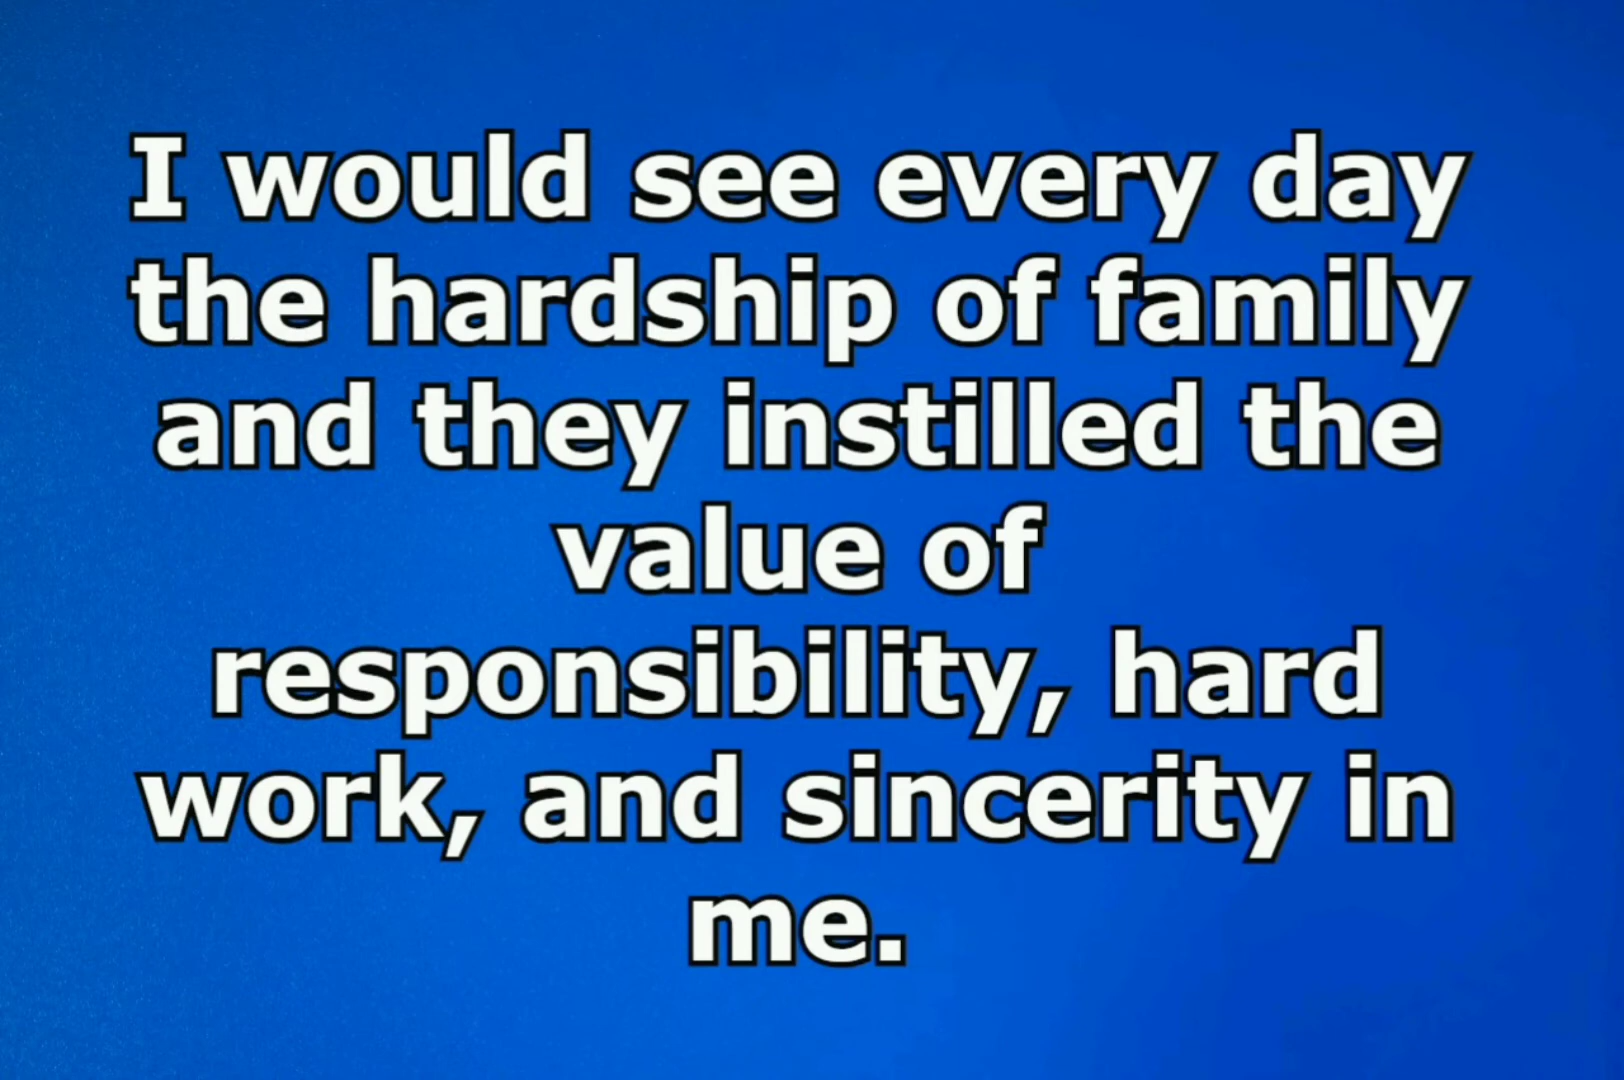 I would see every day
the hardship of family
and they instilled the
value of
responsibility, hard
work, and sincerity in
me.